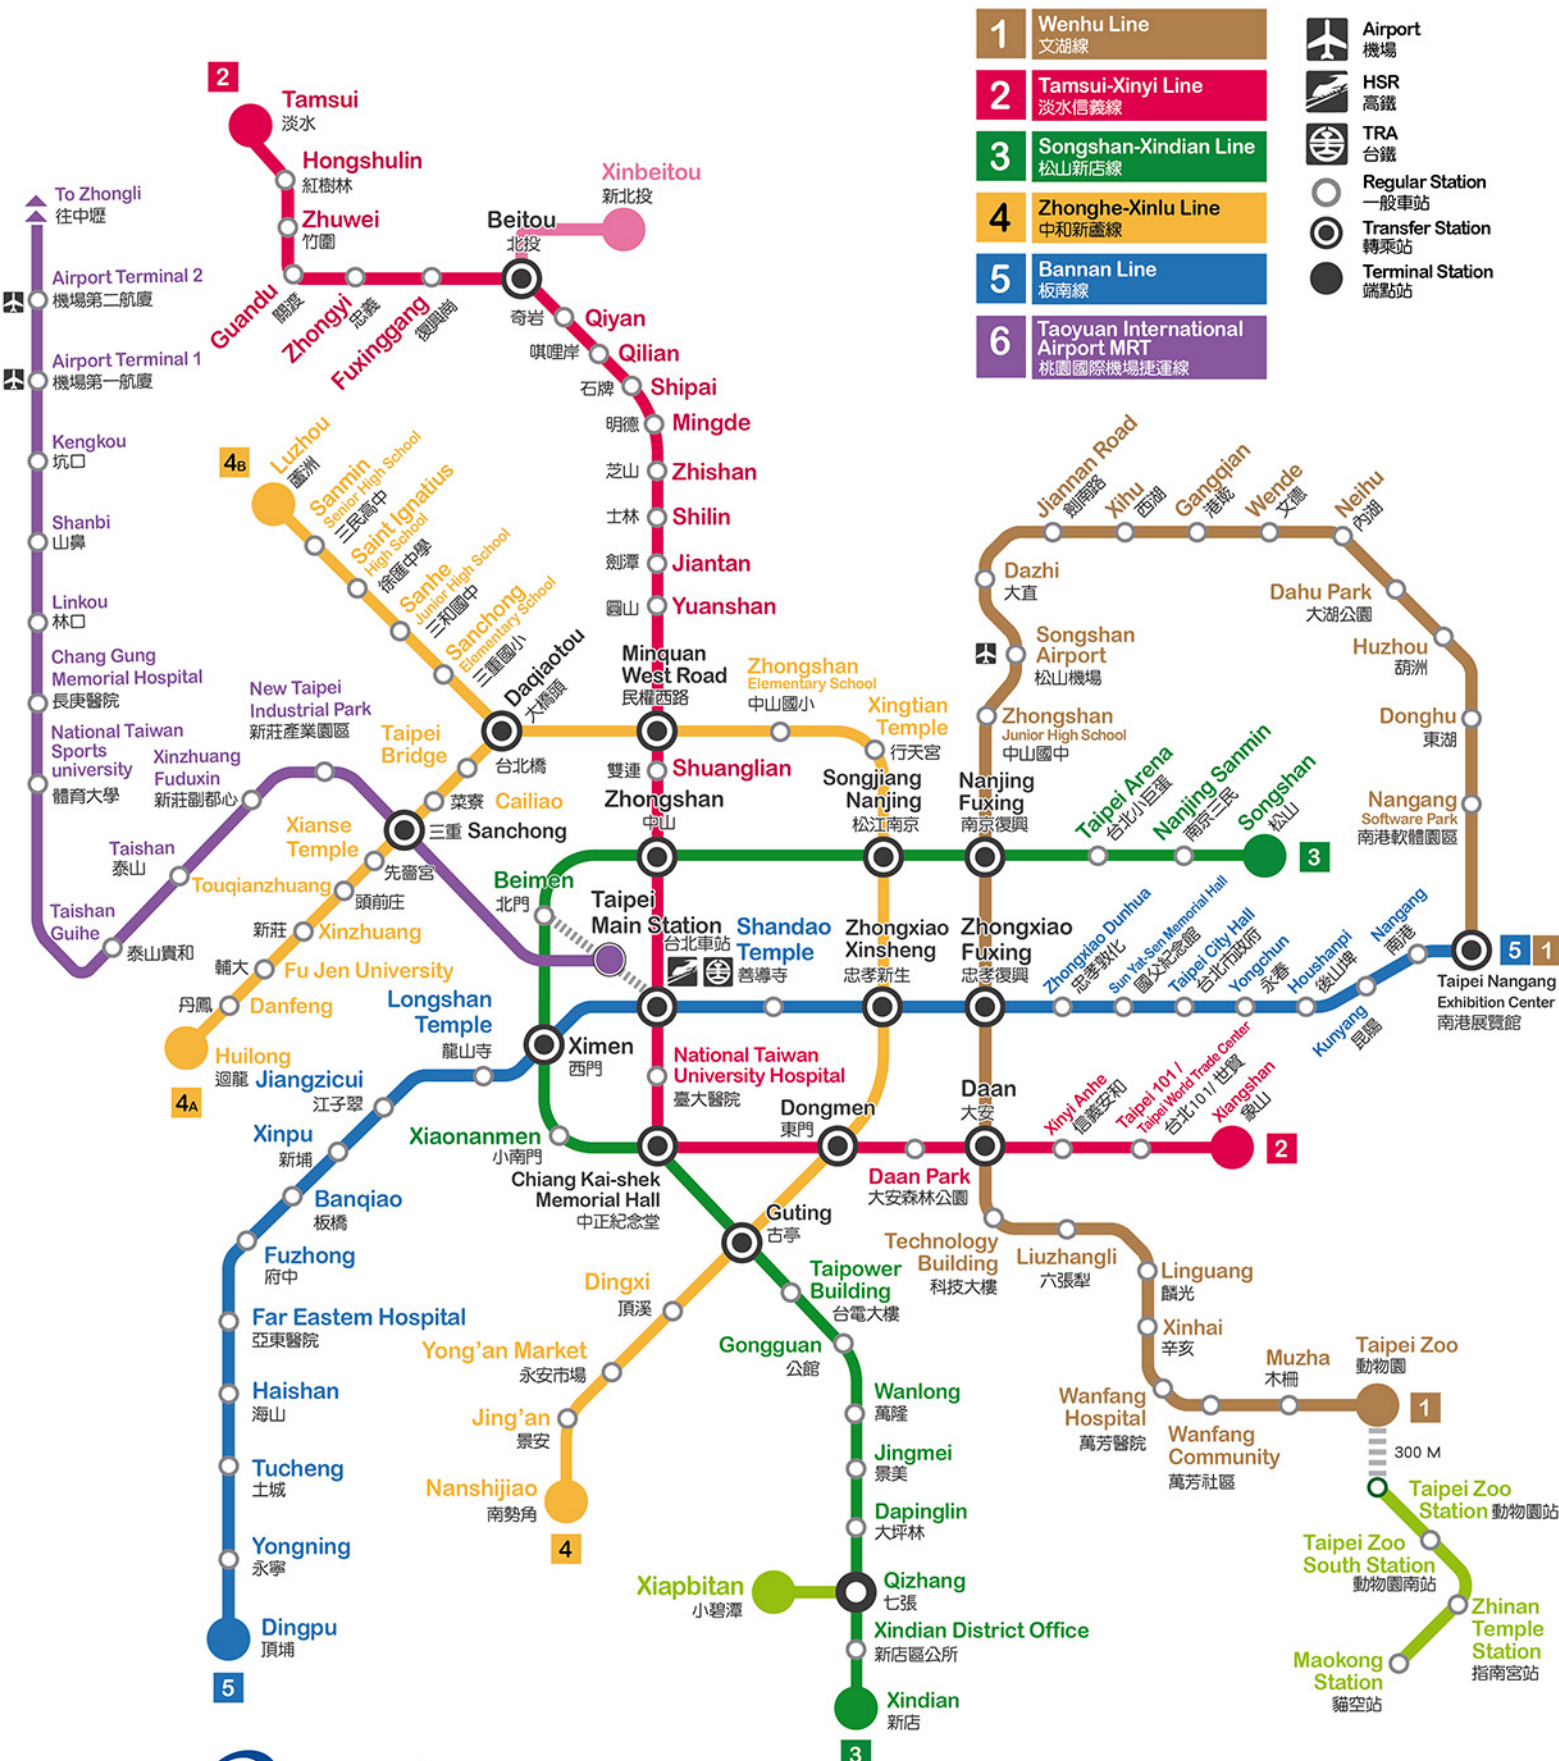 1
Wenhu Line
文湖線
2
Tamsui-Xinyi Line
淡水信義線
3
Songshan-Xindian Line
松山新店線
4
Zhonghe-Xinlu Line
中和新蘆線
5
Bannan Line
板南線
6
Taoyuan International
Airport MRT
桃園國際機場捷運線
Airport
機場
HSR
高鐵
TRA
台鐵
Regular Station
一般車站
Transfer Station
轉乘站
Terminal Station
端點站
2
Tamsui
淡水
Hongshulin
紅樹林
Zhuwei
竹圍
Guandu
關渡
Zhongyi
忠義
Fuxinggang
復興崗
Beitou
北投
Xinbeitou
新北投
Qiyan
奇岩
Qilian
唭哩岸
Shipai
石牌
Mingde
明德
Zhishan
芝山
Shilin
士林
Jiantan
劍潭
Yuanshan
圓山
Minquan
West Road
民權西路
Shuanglian
雙連
Zhongshan
中山
Taipei
Main Station
台北車站
National Taiwan
University Hospital
臺大醫院
Chiang Kai-shek
Memorial Hall
中正紀念堂
Dongmen
東門
Daan Park
大安森林公園
Daan
大安
Xinyi Anhe
信義安和
Taipei 101 /
Taipei World Trade Center
台北101/ 世貿
Xiangshan
象山
2
To Zhongli
往中壢
Airport Terminal 2
機場第二航廈
Airport Terminal 1
機場第一航廈
Kengkou
坑口
Shanbi
山鼻
Linkou
林口
Chang Gung
Memorial Hospital
長庚醫院
National Taiwan
Sports
university
體育大學
Taishan
Guihe
泰山貴和
Taishan
泰山
Xinzhuang
Fuduxin
新莊副都心
New Taipei
Industrial Park
新莊產業園區
4B
Luzhou
蘆洲
Sanmin
Senior High School
三民高中
Saint Ignatius
High School
徐匯中學
Sanhe
Junior High School
三和國中
Sanchong
Elementary School
三重國小
Daqiaotou
大橋頭
Taipei
Bridge
台北橋
菜寮 Cailiao
三重 Sanchong
Xianse
Temple
先嗇宮
Touqianzhuang
頭前庄
新莊
Xinzhuang
輔大
Fu Jen University
丹鳳
Danfeng
Huilong
迴龍
4A
Zhongshan
Elementary School
中山國小
Xingtian
Temple
行天宮
Songjiang
Nanjing
松江南京
Zhongxiao
Xinsheng
忠孝新生
Guting
古亭
Dingxi
頂溪
Yong'an Market
永安市場
Jing'an
景安
Nanshijiao
南勢角
4
Jiannan Road
劍南路
Xihu
西湖
Gangqian
港墘
Wende
文德
Neihu
內湖
Dazhi
大直
Songshan
Airport
松山機場
Zhongshan
Junior High School
中山國中
Nanjing
Fuxing
南京復興
Zhongxiao
Fuxing
忠孝復興
Dahu Park
大湖公園
Huzhou
葫洲
Donghu
東湖
Nangang
Software Park
南港軟體園區
5 1
Taipei Nangang
Exhibition Center
南港展覽館
Technology
Building
科技大樓
Liuzhangli
六張犁
Linguang
麟光
Xinhai
辛亥
Wanfang
Hospital
萬芳醫院
Wanfang
Community
萬芳社區
Muzha
木柵
Taipei Zoo
動物園
1
300 M
Taipei Zoo
Station 動物園站
Taipei Zoo
South Station
動物園南站
Zhinan
Temple
Station
指南宮站
Maokong
Station
貓空站
Taipei Arena
台北小巨蛋
Nanjing Sanmin
南京三民
Songshan
松山
3
Beimen
北門
Ximen
西門
Xiaonanmen
小南門
Taipower
Building
台電大樓
Gongguan
公館
Wanlong
萬隆
Jingmei
景美
Dapinglin
大坪林
Xiapbitan
小碧潭
Qizhang
七張
Xindian District Office
新店區公所
Xindian
新店
3
Shandao
Temple
善導寺
Zhongxiao Dunhua
忠孝敦化
Sun Yat-Sen Memorial Hall
國父紀念館
Taipei City Hall
台北市政府
Yongchun
永春
Houshanpi
後山埤
Kunyang
昆陽
Nangang
南港
Longshan
Temple
龍山寺
Jiangzicui
江子翠
Xinpu
新埔
Banqiao
板橋
Fuzhong
府中
Far Eastem Hospital
亞東醫院
Haishan
海山
Tucheng
土城
Yongning
永寧
Dingpu
頂埔
5